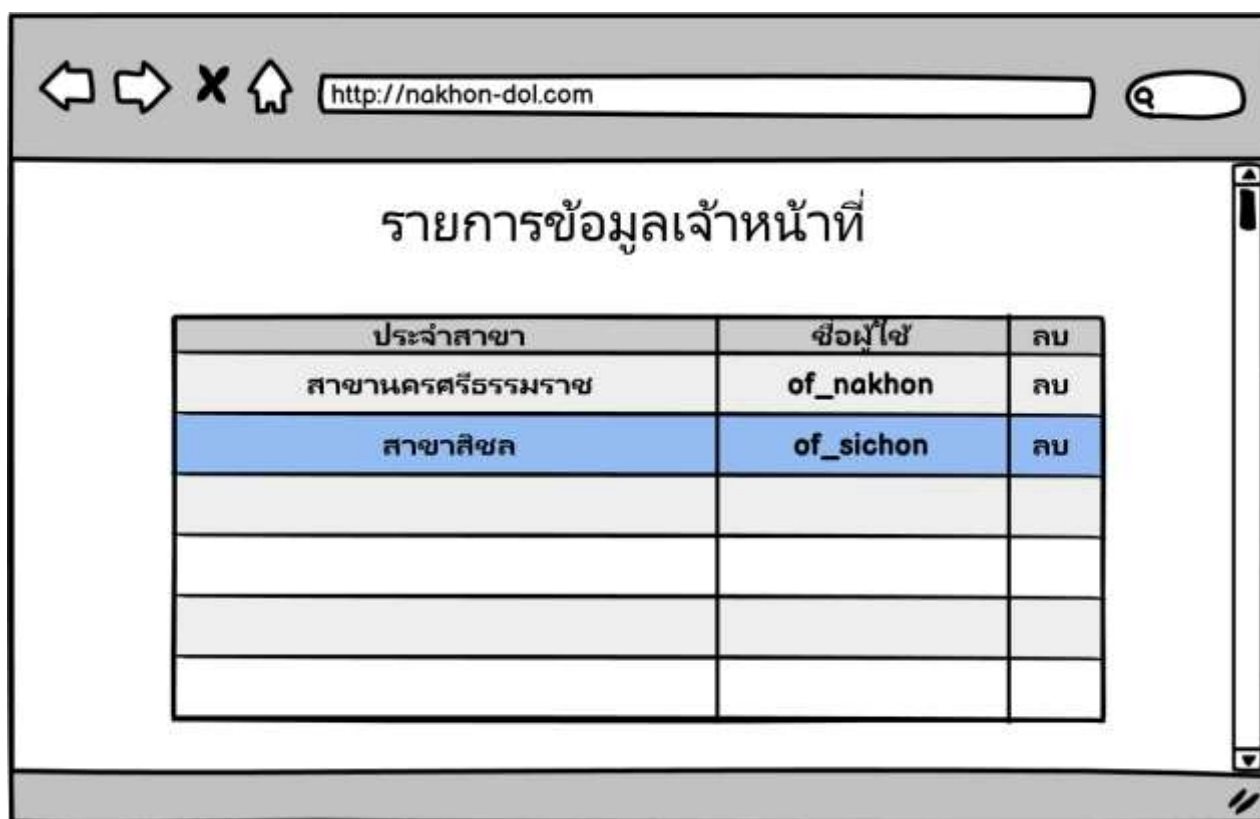 http://nakhon-dol.com
รายการข้อมูลเจ้าหน้าที่
ประจำสาขา ชื่อผู้ใช้ ลบ
สาขานครศรีธรรมราช of_nakhon ลบ
สาขาสิชล of_sichon ลบ